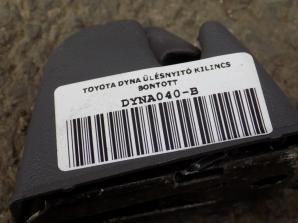 TOYOTA DYNA ÜLÉSNYITÓ KILINCS
BONTOTT
DYNA040-B